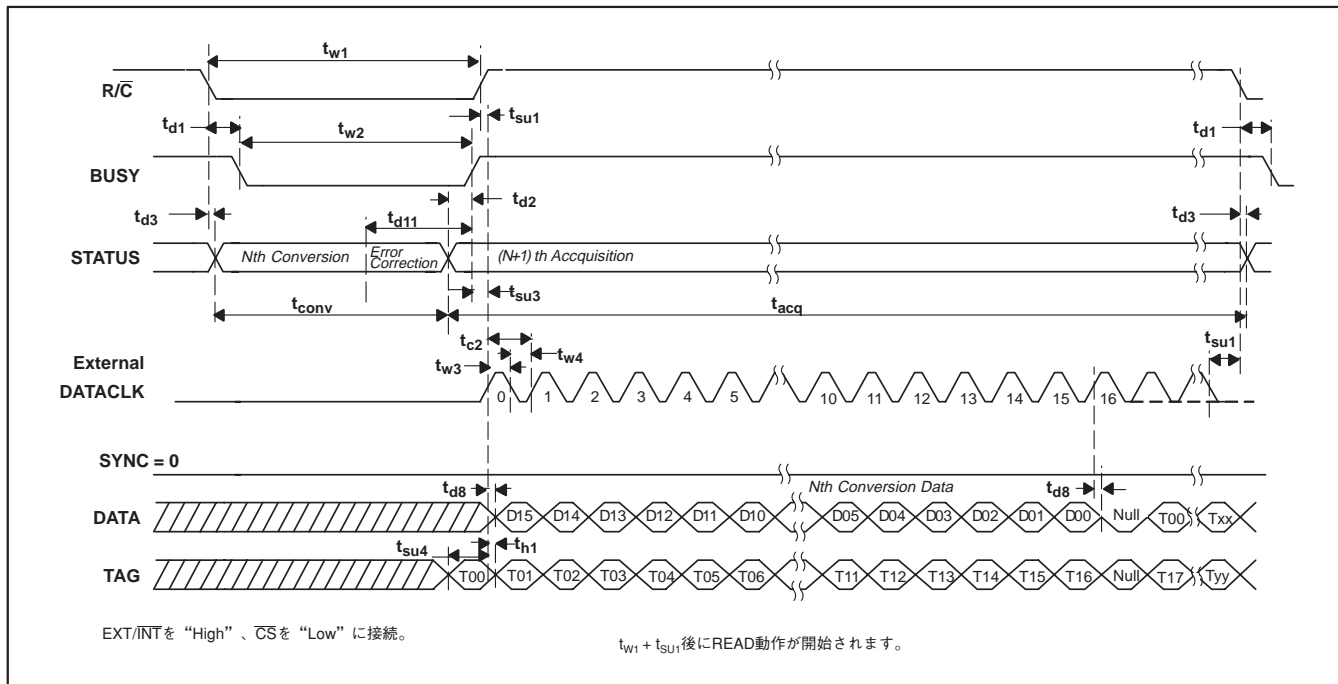 tw1
R/C
tsu1
td1
tw2
td1
BUSY
td2
td3
td11
td3
STATUS
Nth Conversion
Error
Correction
(N+1) th Accquisition
tsu3
tconv
tacq
tc2
tw4
tsu1
External
tw3
DATACLK
0 1 2 3 4 5 10 11 12 13 14 15 16
SYNC = 0
Nth Conversion Data
td8
td8
DATA
D15 D14 D13 D12 D11 D10 D05 D04 D03 D02 D01 D00 Null T00 Txx
tsu4
th1
TAG
T00 T01 T02 T03 T04 T05 T06 T11 T12 T13 T14 T15 T16 Null T17 Tyy
EXT/INTを“High”、CSを“Low”に接続。
tW1 + tSU1後にREAD動作が開始されます。